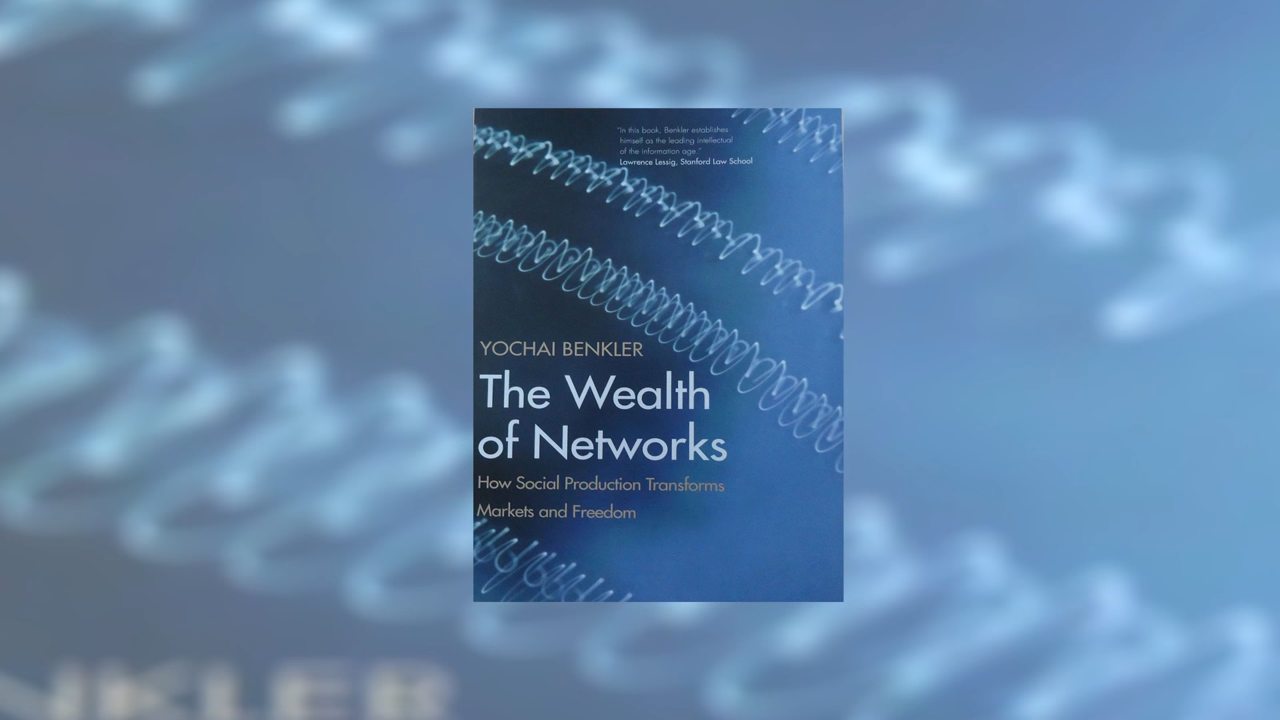 "In this book, Benkler establishes
himself as the leading intellectual
of the information age."
Lawrence Lessig, Stanford Law School
YOCHAI BENKLER
The Wealth
of Networks
How Social Production Transforms
Markets and Freedom
NKLER